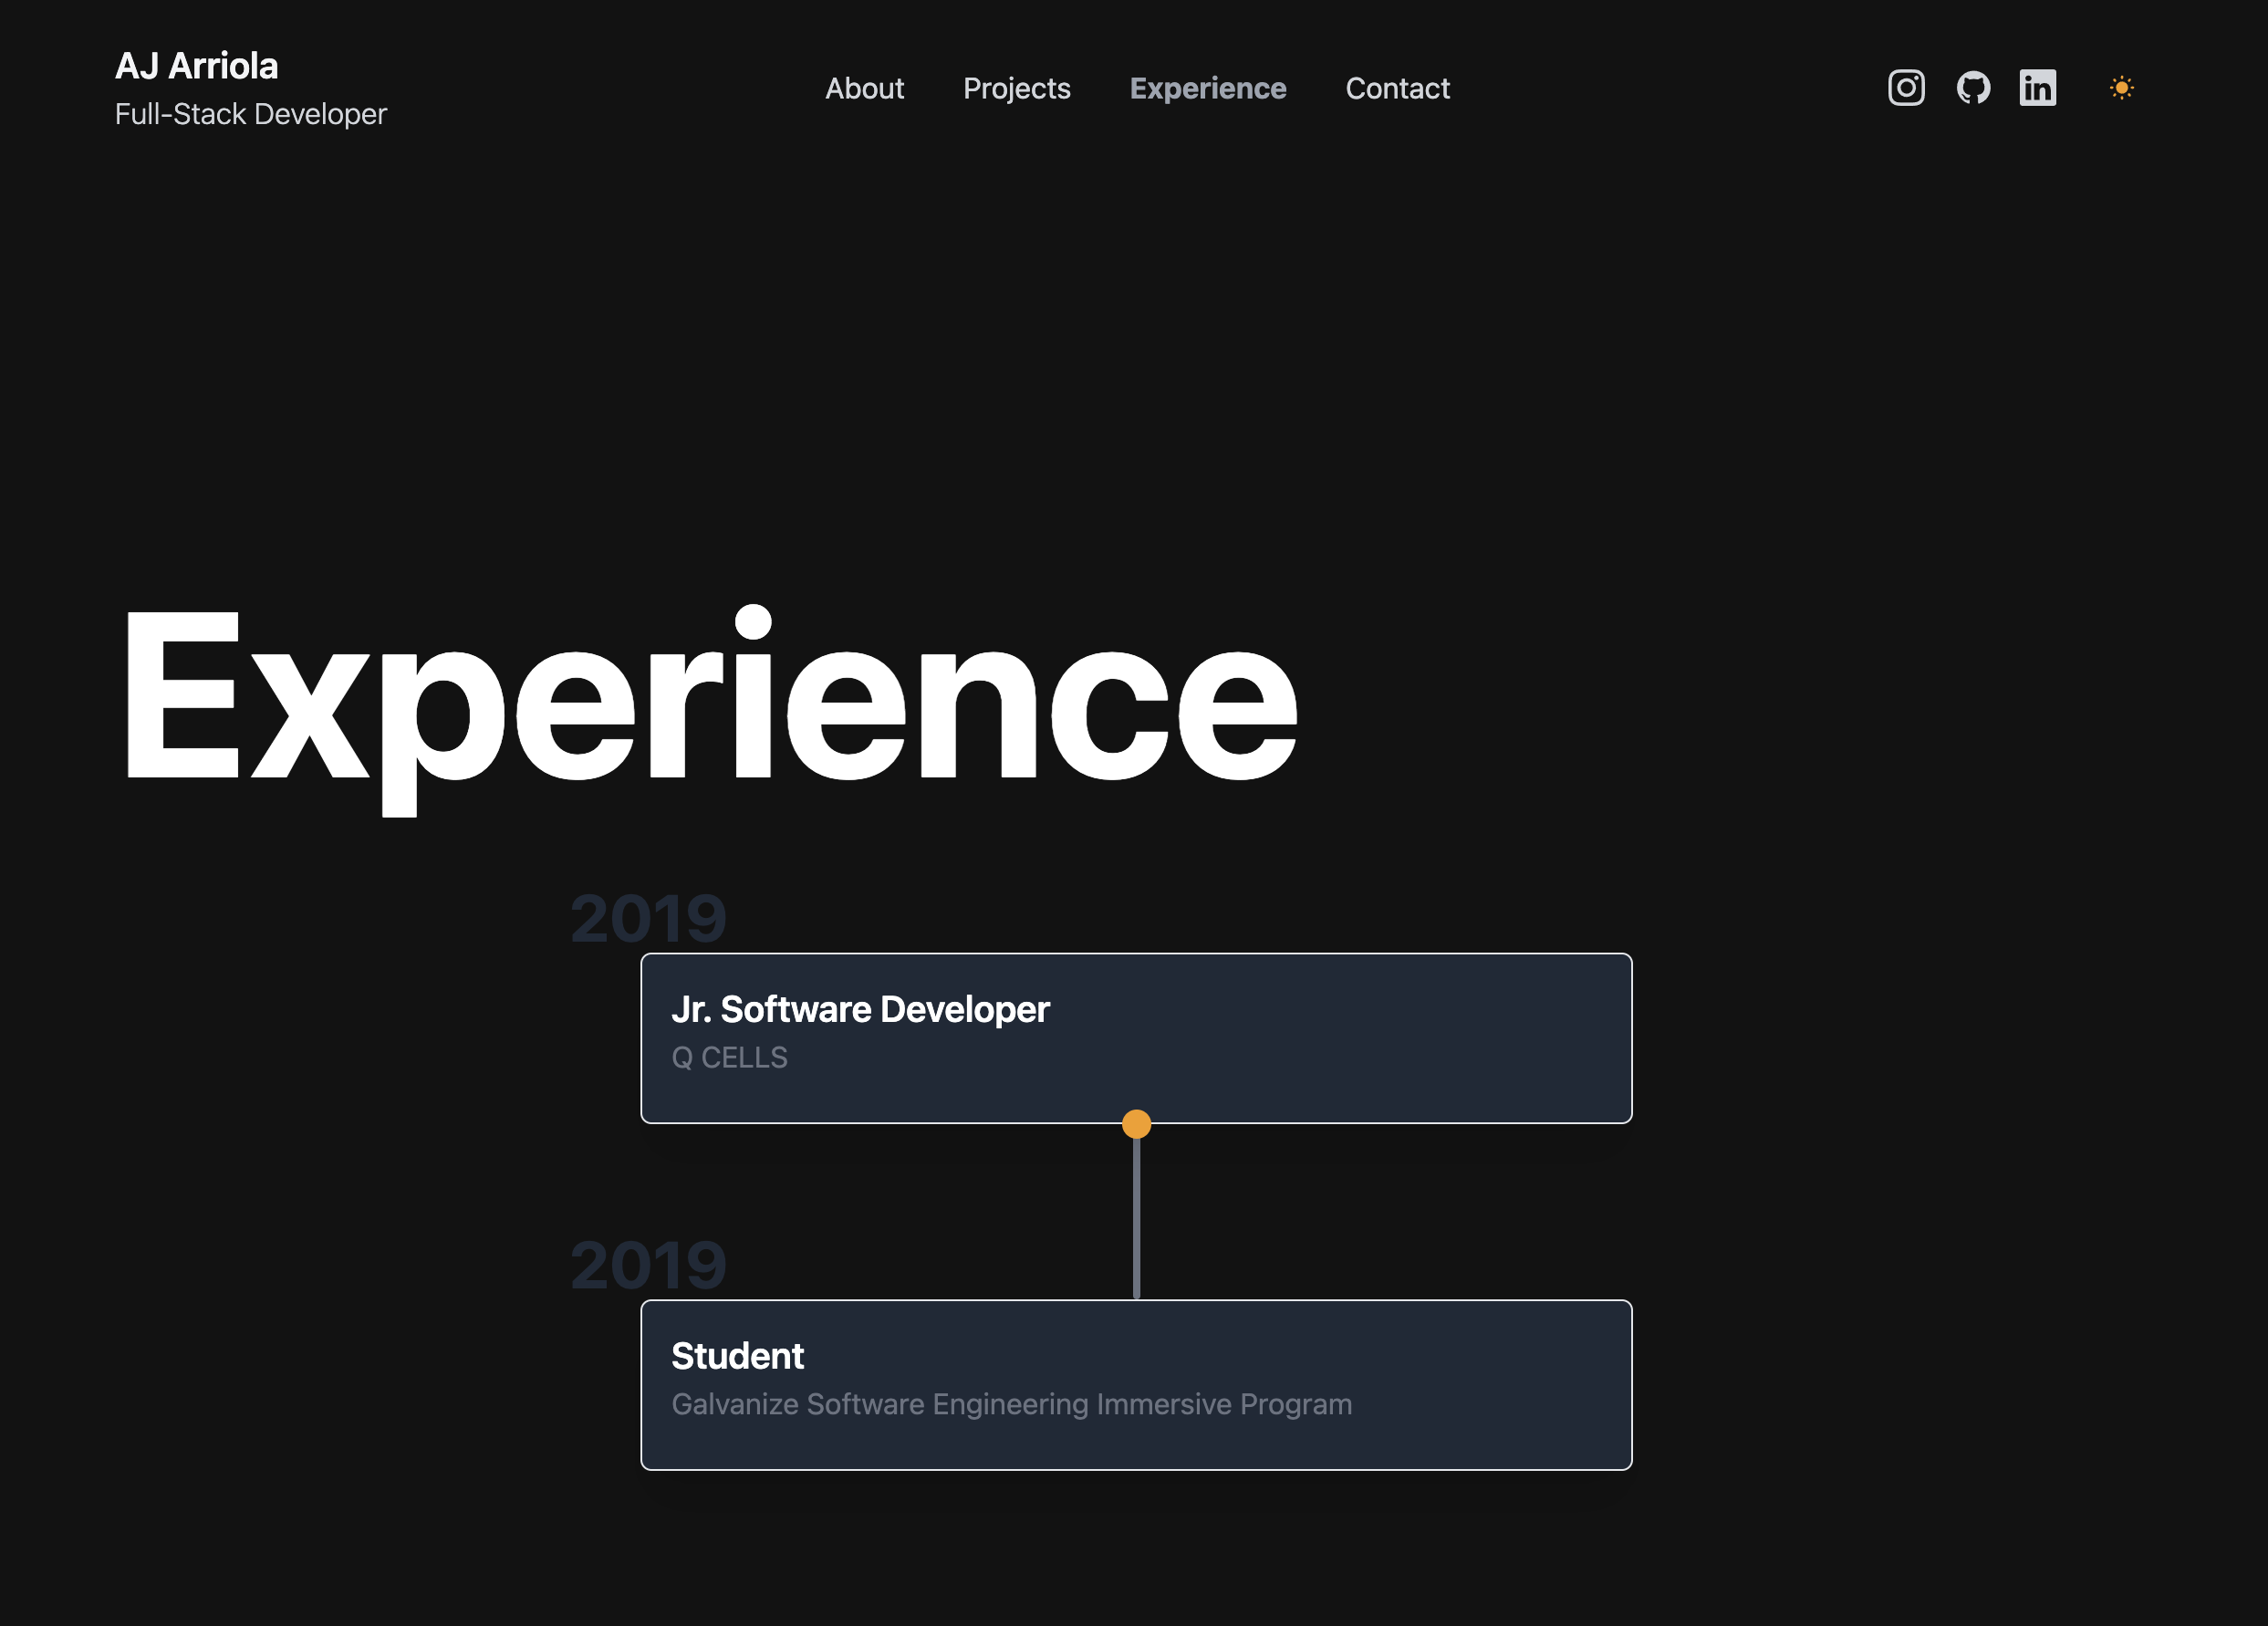 AJ Arriola
Full-Stack Developer
About Projects Experience Contact
Experience
2019
Jr. Software Developer
Q CELLS
2019
Student
Galvanize Software Engineering Immersive Program